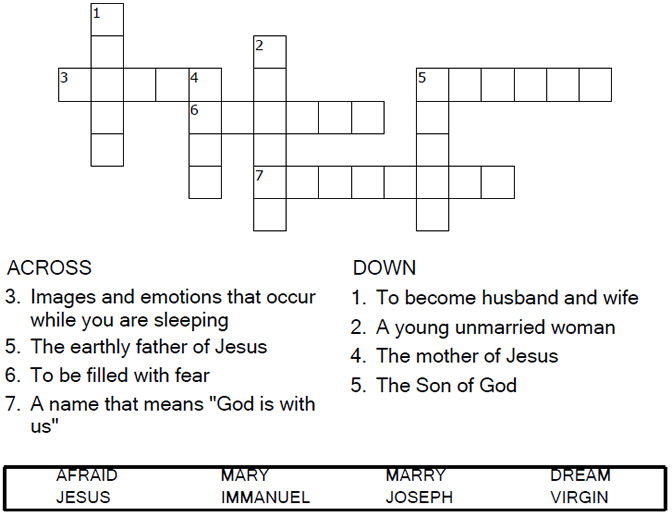 1
2
3
4
5
6
7
ACROSS
3. Images and emotions that occur
while you are sleeping
5. The earthly father of Jesus
6. To be filled with fear
7. A name that means "God is with
us"
DOWN
1. To become husband and wife
2. A young unmarried woman
4. The mother of Jesus
5. The Son of God
AFRAID MARY MARRY DREAM
JESUS IMMANUEL JOSEPH VIRGIN